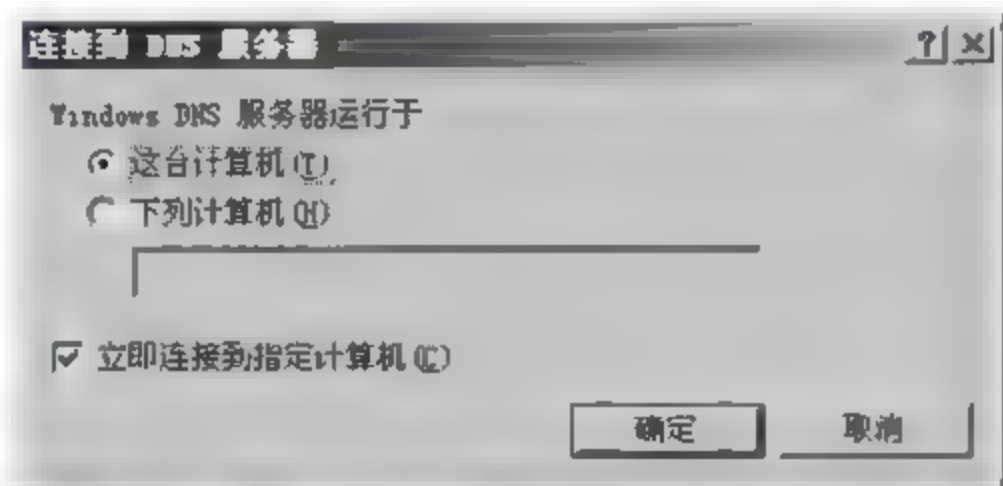 连接到 DNS 服务器
Windows DNS 服务器运行于
这台计算机(T)
下列计算机(H)
立即连接到指定计算机(C)
确定
取消